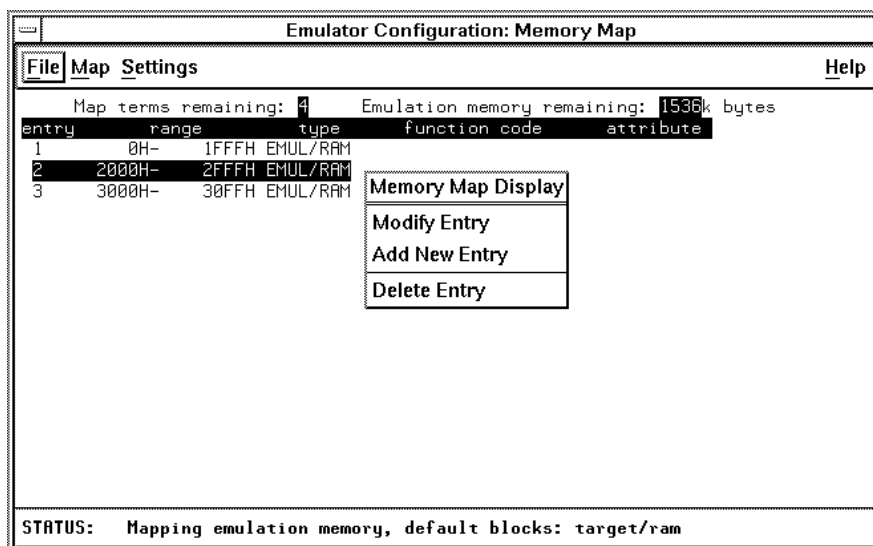 Emulator Configuration: Memory Map
File Map Settings Help
Map terms remaining: 4 Emulation memory remaining: 1536k bytes
entry range type function code attribute
1 0H- 1FFFH EMUL/RAM
2 2000H- 2FFFH EMUL/RAM
3 3000H- 30FFH EMUL/RAM
Memory Map Display
Modify Entry
Add New Entry
Delete Entry
STATUS: Mapping emulation memory, default blocks: target/ram